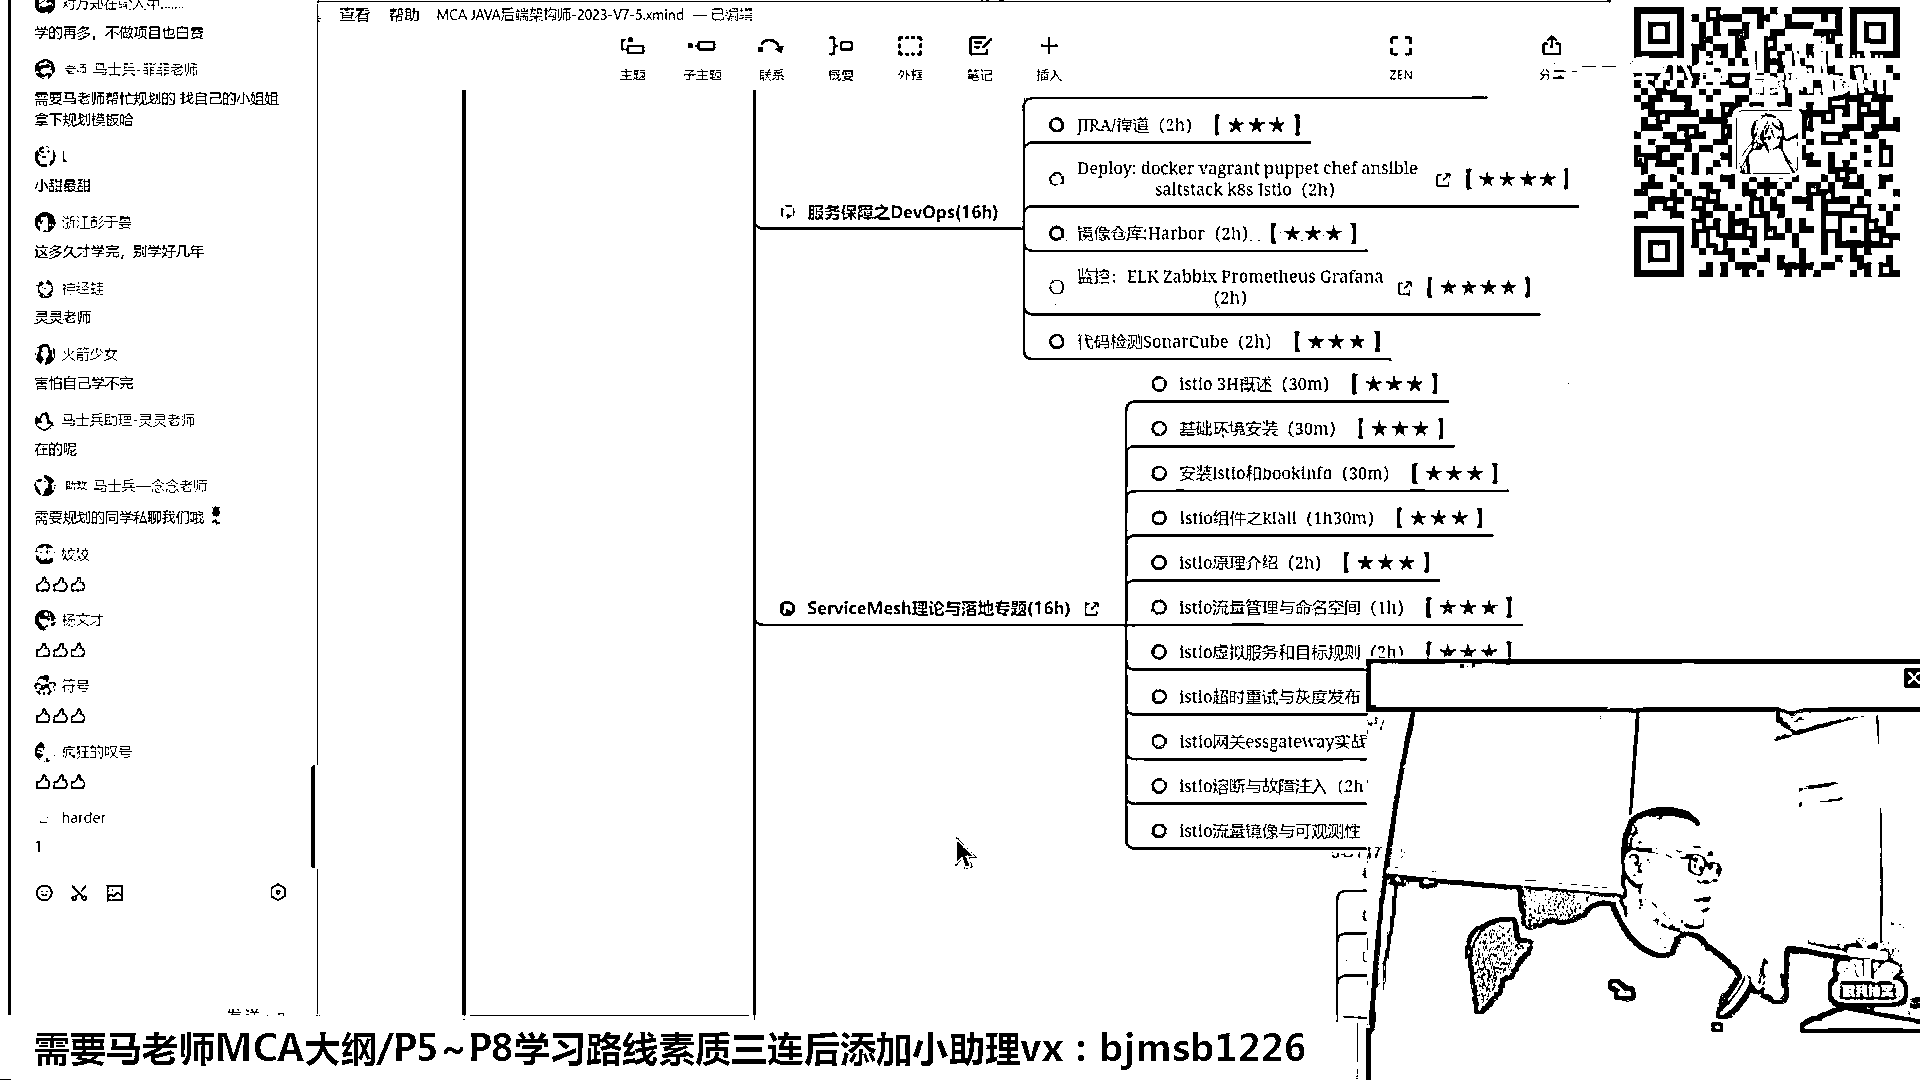 查看 帮助 MCA JAVA后端架构师-2023-V7-5.xmind — 已编辑
主题 子主题 联系 概要 外框 笔记 插入 ZEN
学的再多，不做项目也白费
马士兵-菲菲老师
需要马老师帮忙规划的 找自己的小姐姐
拿下规划模板哈
L
小甜最甜
浙江彭于晏
这多久才学完，别学好几年
神经蛙
灵灵老师
火箭少女
害怕自己学不完
马士兵助理-灵灵老师
在的呢
助教 马士兵—念念老师
需要规划的同学私聊我们哦
姣姣
杨文才
符号
疯狂的叹号
harder
1
服务保障之DevOps(16h)
JIRA/禅道（2h）【★★★】
Deploy: docker vagrant puppet chef ansible
saltstack k8s Istio（2h）【★★★★】
镜像仓库:Harbor（2h）【★★★】
监控：ELK Zabbix Prometheus Grafana
（2h）【★★★★】
代码检测SonarCube（2h）【★★★】
ServiceMesh理论与落地专题(16h)
istio 3H概述（30m）【★★★】
基础环境安装（30m）【★★★】
安装istio和bookinfo（30m）【★★★】
istio组件之kiali（1h30m）【★★★】
istio原理介绍（2h）【★★★】
istio流量管理与命名空间（1h）【★★★】
istio虚拟服务和目标规则（2h）【★★★】
istio超时重试与灰度发布
istio网关essgateway实战
istio熔断与故障注入（2h
istio流量镜像与可观测性
需要马老师MCA大纲/P5~P8学习路线素质三连后添加小助理vx：bjmsb1226